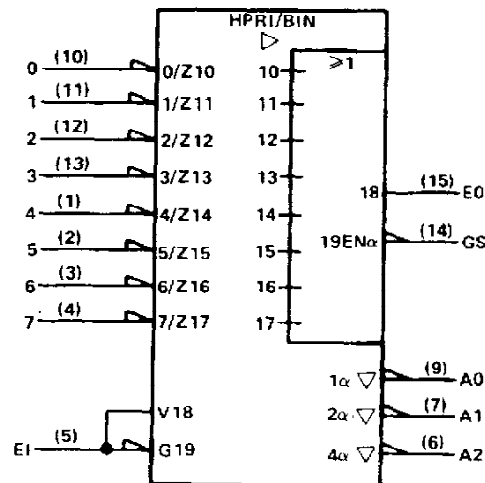 HPRI/BIN
▷
≥1
0 (10) 0/Z10 10
1 (11) 1/Z11 11
2 (12) 2/Z12 12
3 (13) 3/Z13 13
4 (1) 4/Z14 14
5 (2) 5/Z15 15
6 (3) 6/Z16 16
7 (4) 7/Z17 17
18 (15) E0
19ENα (14) GS
1α ▽ (9) A0
2α ▽ (7) A1
4α ▽ (6) A2
V18
EI (5) G19